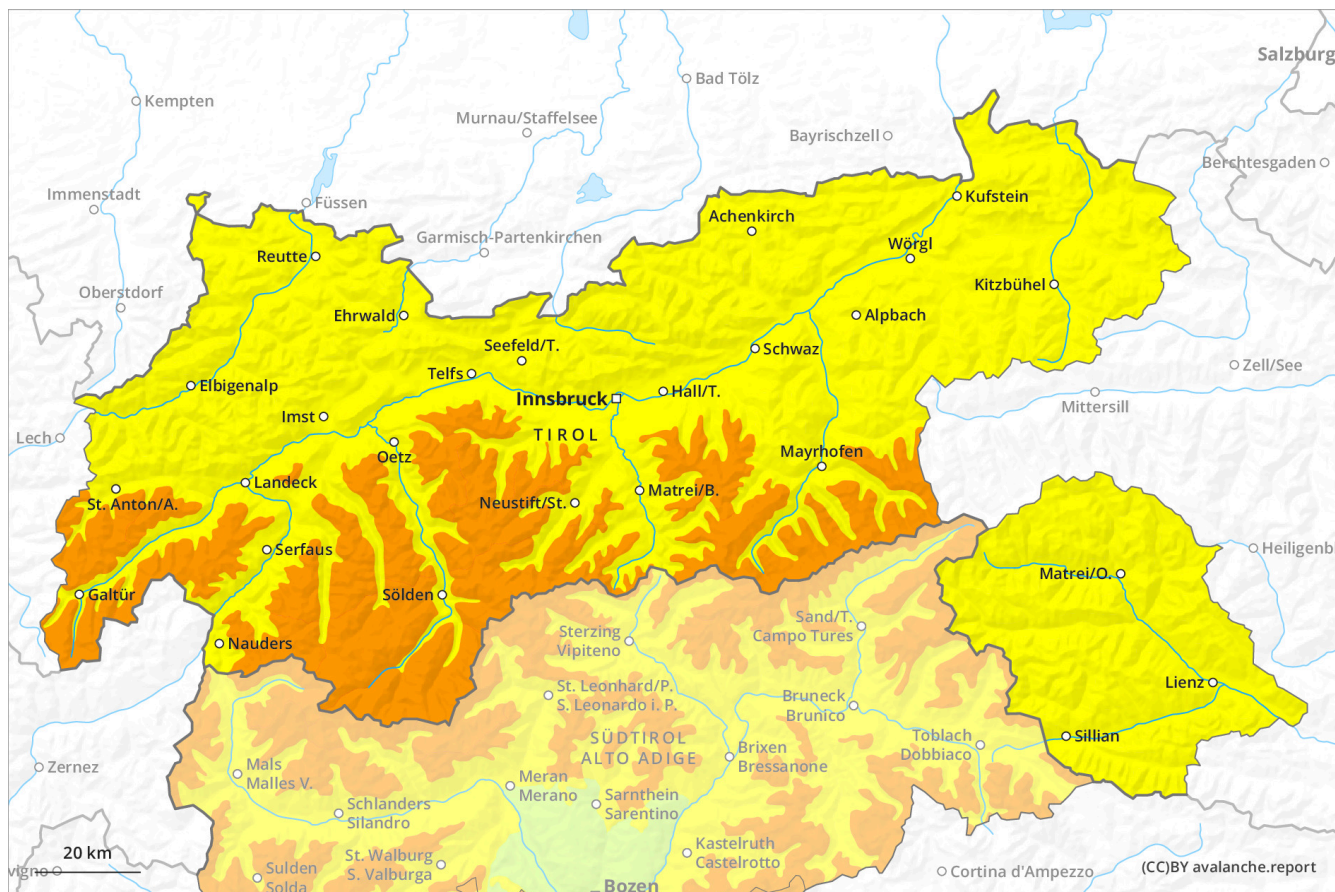 Salzburg
Bad Tölz
Kempten
Murnau/Staffelsee
Bayrischzell
Berchtesgaden
Immenstadt
Füssen
Kufstein
Achenkirch
Garmisch-Partenkirchen
Wörgl
Reutte
Kitzbühel
Oberstdorf
Ehrwald
Alpbach
Seefeld/T.
Schwaz
Zell/See
Telfs
Elbigenalp
Hall/T.
Innsbruck
Mittersill
Imst
Lech
TIROL
Oetz
Mayrhofen
Landeck
St. Anton/A.
Neustift/St.
Matrei/B.
Serfaus
Heiligenb
Matrei/O.
Galtür
Sölden
Sand/T.
Campo Tures
Sterzing
Vipiteno
Nauders
Lienz
St. Leonhard/P.
S. Leonardo i. P.
Bruneck
Brunico
Sillian
SÜDTIROL
ALTO ADIGE
Toblach
Dobbiaco
Brixen
Bressanone
Zernez
Mals
Malles V.
Meran
Merano
Sarnthein
Sarentino
Schlanders
Silandro
20 km
Kastelruth
Castelrotto
St. Walburg
S. Valburga
vigno
Cortina d'Ampezzo
(CC)BY avalanche.report
Sulden
Solda
Bozen